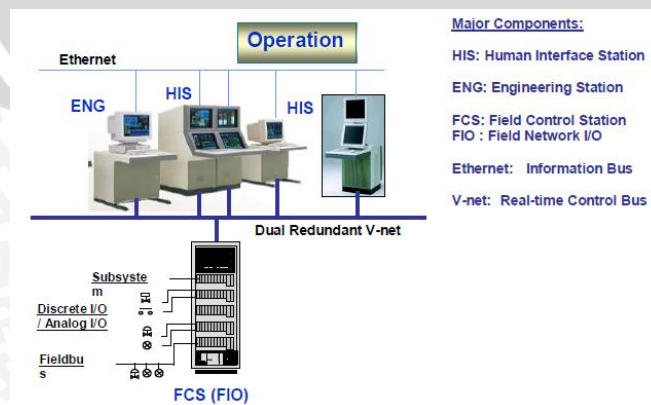 Operation
Ethernet
ENG
HIS
HIS
Dual Redundant V-net
Subsyste
m
Discrete I/O
/ Analog I/O
Fieldbu
s
FCS (FIO)
Major Components:
HIS: Human Interface Station
ENG: Engineering Station
FCS: Field Control Station
FIO : Field Network I/O
Ethernet: Information Bus
V-net: Real-time Control Bus